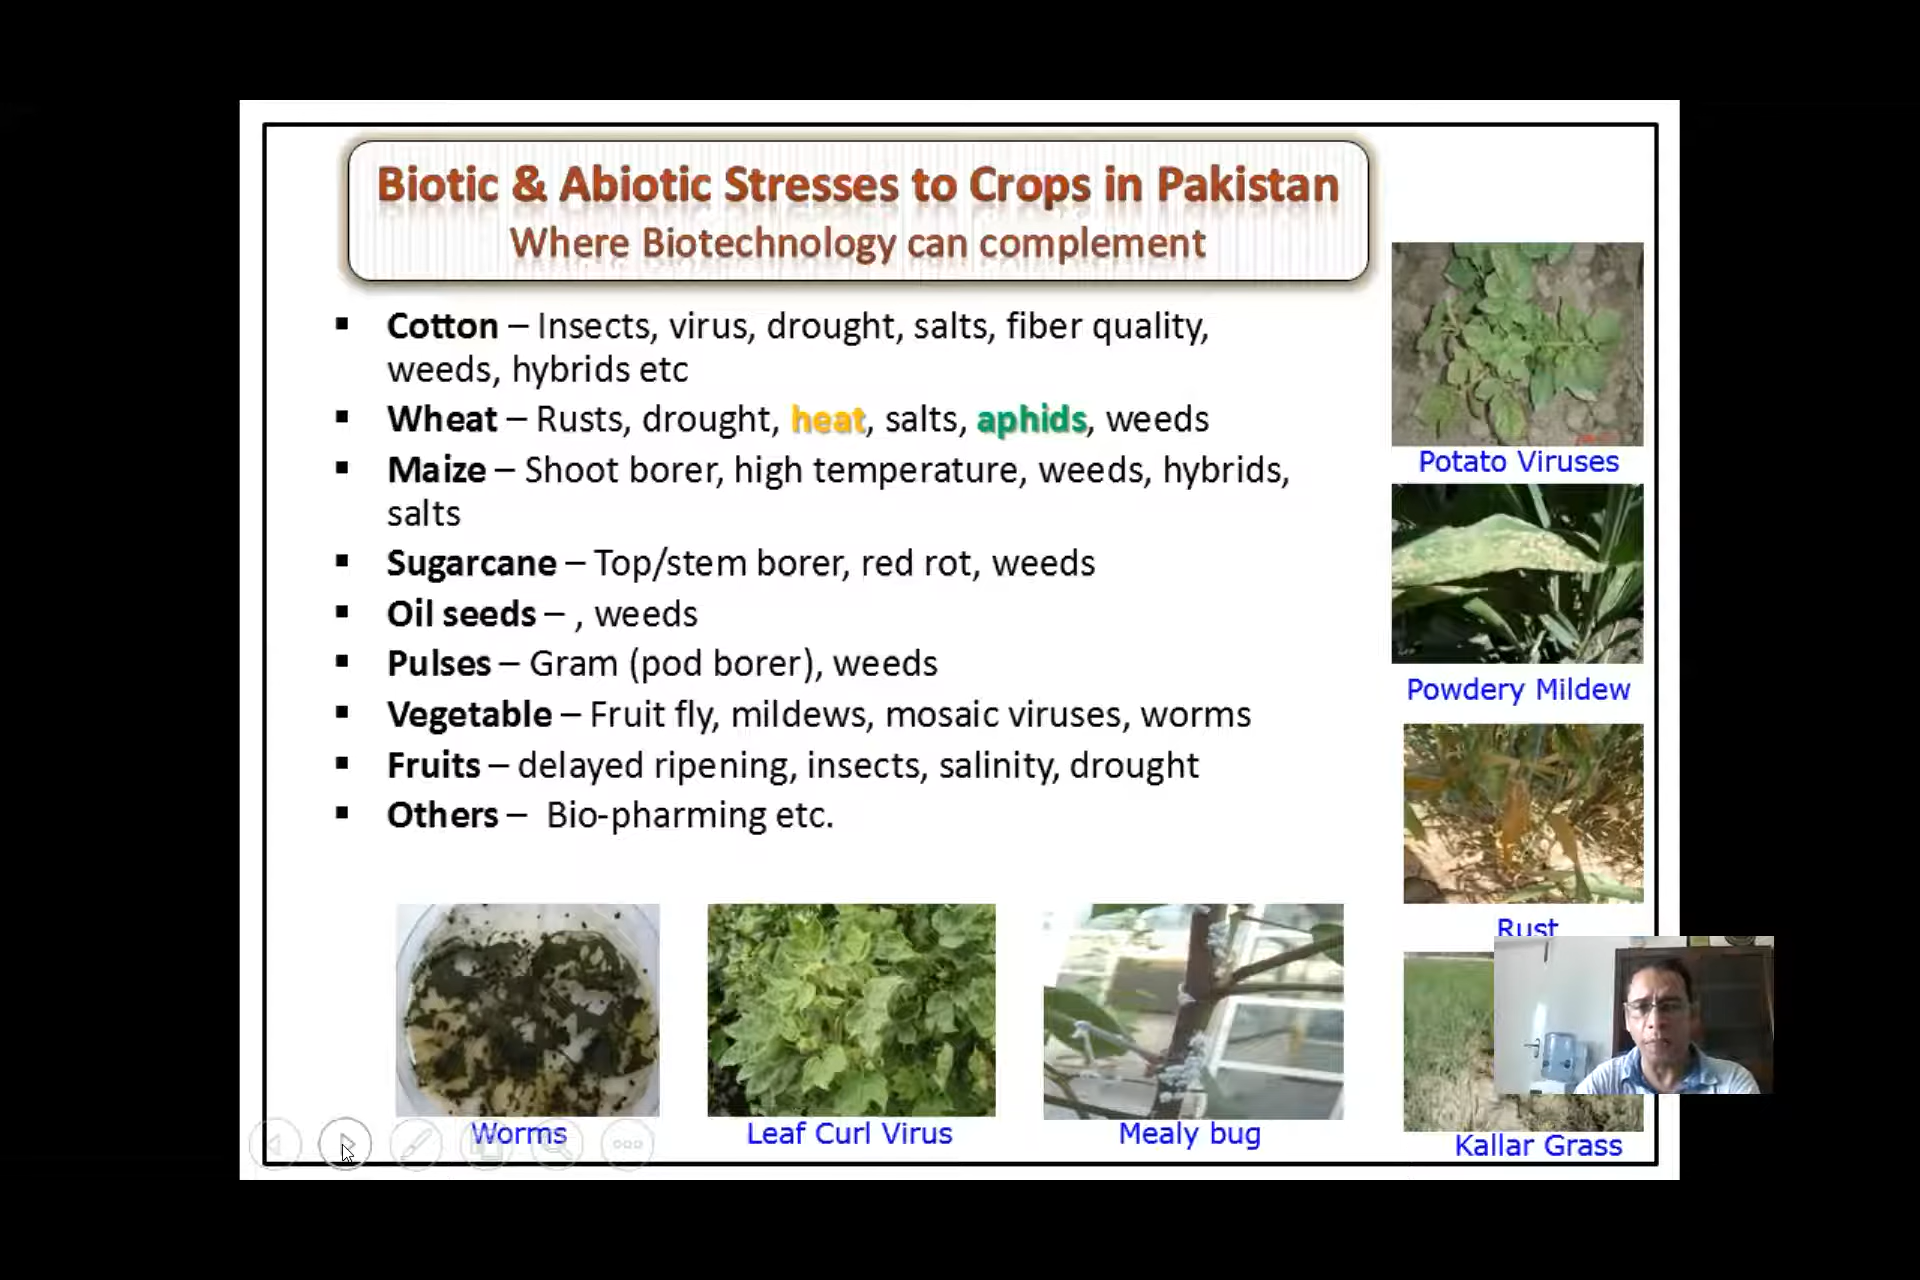 Biotic & Abiotic Stresses to Crops in Pakistan
Where Biotechnology can complement
▪ Cotton – Insects, virus, drought, salts, fiber quality,
weeds, hybrids etc
▪ Wheat – Rusts, drought, heat, salts, aphids, weeds
▪ Maize – Shoot borer, high temperature, weeds, hybrids,
salts
▪ Sugarcane – Top/stem borer, red rot, weeds
▪ Oil seeds – , weeds
▪ Pulses – Gram (pod borer), weeds
▪ Vegetable – Fruit fly, mildews, mosaic viruses, worms
▪ Fruits – delayed ripening, insects, salinity, drought
▪ Others – Bio-pharming etc.
Potato Viruses
Powdery Mildew
Rust
Worms
Leaf Curl Virus
Mealy bug
Kallar Grass